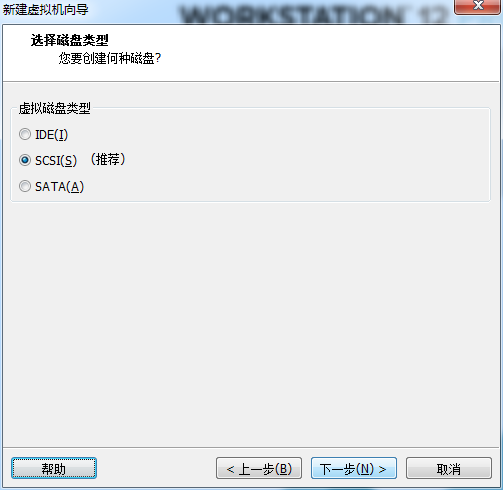 新建虚拟机向导
WORKSTATION 12
选择磁盘类型
您要创建何种磁盘?
虚拟磁盘类型
IDE(I)
SCSI(S) (推荐)
SATA(A)
帮助
< 上一步(B)
下一步(N) >
取消